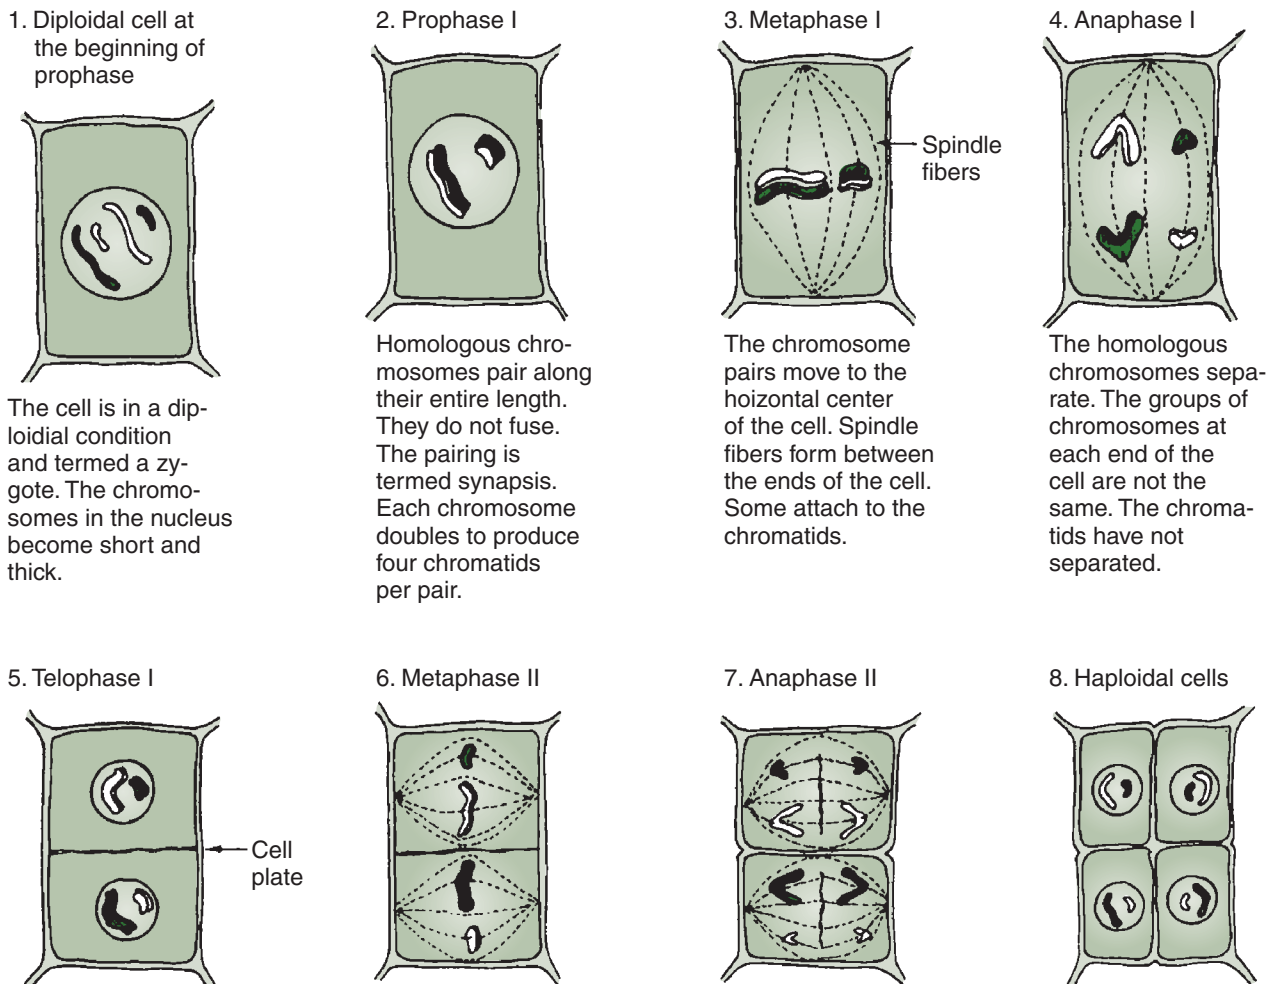 1. Diploidal cell at
the beginning of
prophase
The cell is in a dip-
loidial condition
and termed a zy-
gote. The chromo-
somes in the nucleus
become short and
thick.
2. Prophase I
Homologous chro-
mosomes pair along
their entire length.
They do not fuse.
The pairing is
termed synapsis.
Each chromosome
doubles to produce
four chromatids
per pair.
3. Metaphase I
Spindle
fibers
The chromosome
pairs move to the
hoizontal center
of the cell. Spindle
fibers form between
the ends of the cell.
Some attach to the
chromatids.
4. Anaphase I
The homologous
chromosomes sepa-
rate. The groups of
chromosomes at
each end of the
cell are not the
same. The chroma-
tids have not
separated.
5. Telophase I
Cell
plate
6. Metaphase II
7. Anaphase II
8. Haploidal cells